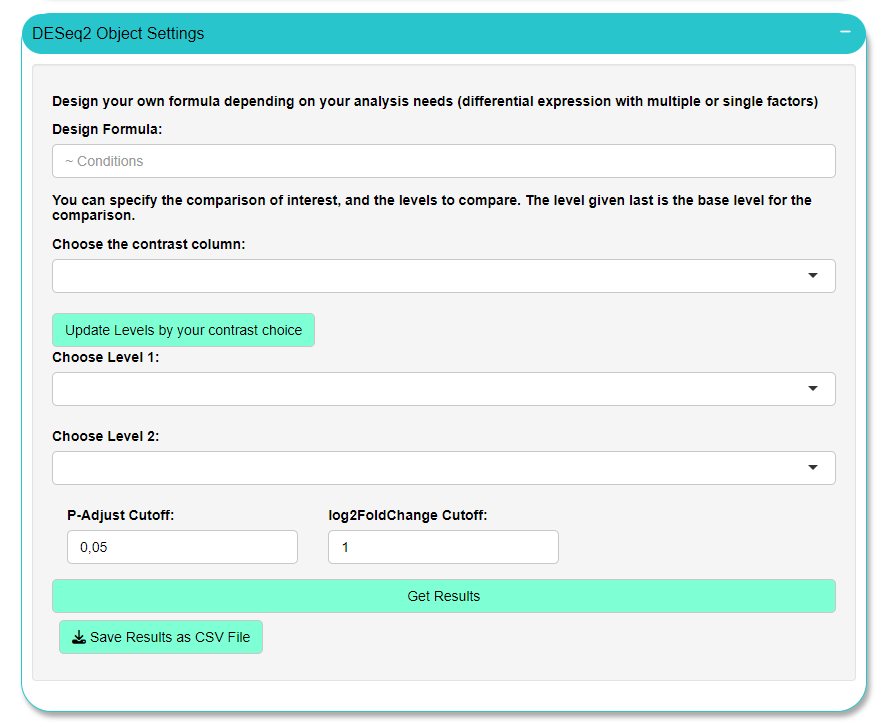 DESeq2 Object Settings
Design your own formula depending on your analysis needs (differential expression with multiple or single factors)
Design Formula:
~ Conditions
You can specify the comparison of interest, and the levels to compare. The level given last is the base level for the
comparison.
Choose the contrast column:
Update Levels by your contrast choice
Choose Level 1:
Choose Level 2:
P-Adjust Cutoff: log2FoldChange Cutoff:
0,05 1
Get Results
Save Results as CSV File